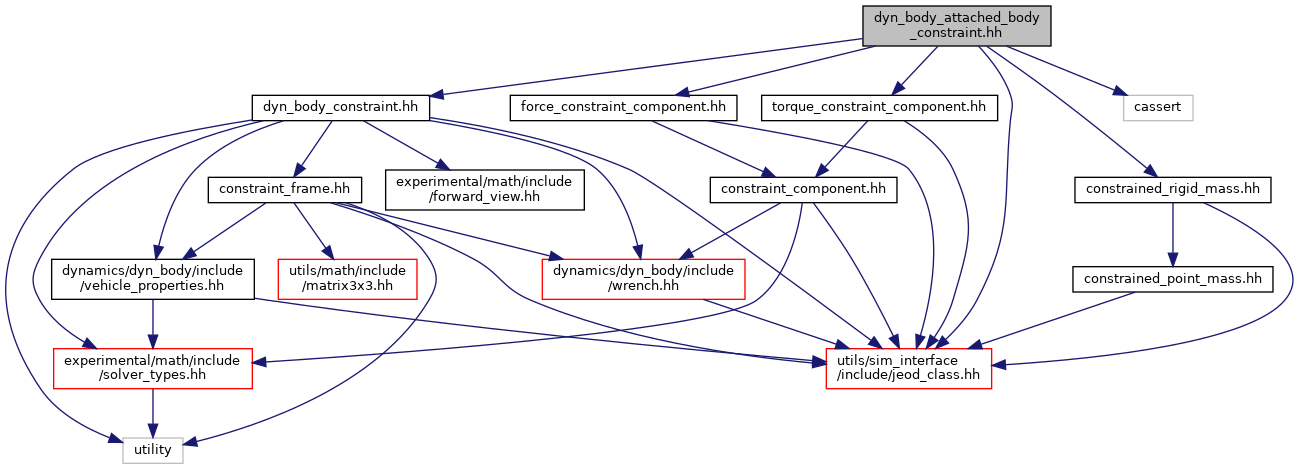 dyn_body_attached_body
_constraint.hh
dyn_body_constraint.hh
force_constraint_component.hh
torque_constraint_component.hh
cassert
constraint_frame.hh
experimental/math/include
/forward_view.hh
constraint_component.hh
constrained_rigid_mass.hh
dynamics/dyn_body/include
/vehicle_properties.hh
utils/math/include
/matrix3x3.hh
dynamics/dyn_body/include
/wrench.hh
constrained_point_mass.hh
experimental/math/include
/solver_types.hh
utils/sim_interface
/include/jeod_class.hh
utility